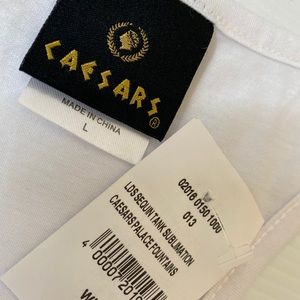 CAESARS®
MADE IN CHINA
L
02016 0150 1000
013
LDS SEQUIN TANK SUBLIMATION
CAESARS PALACE FOUNTAINS